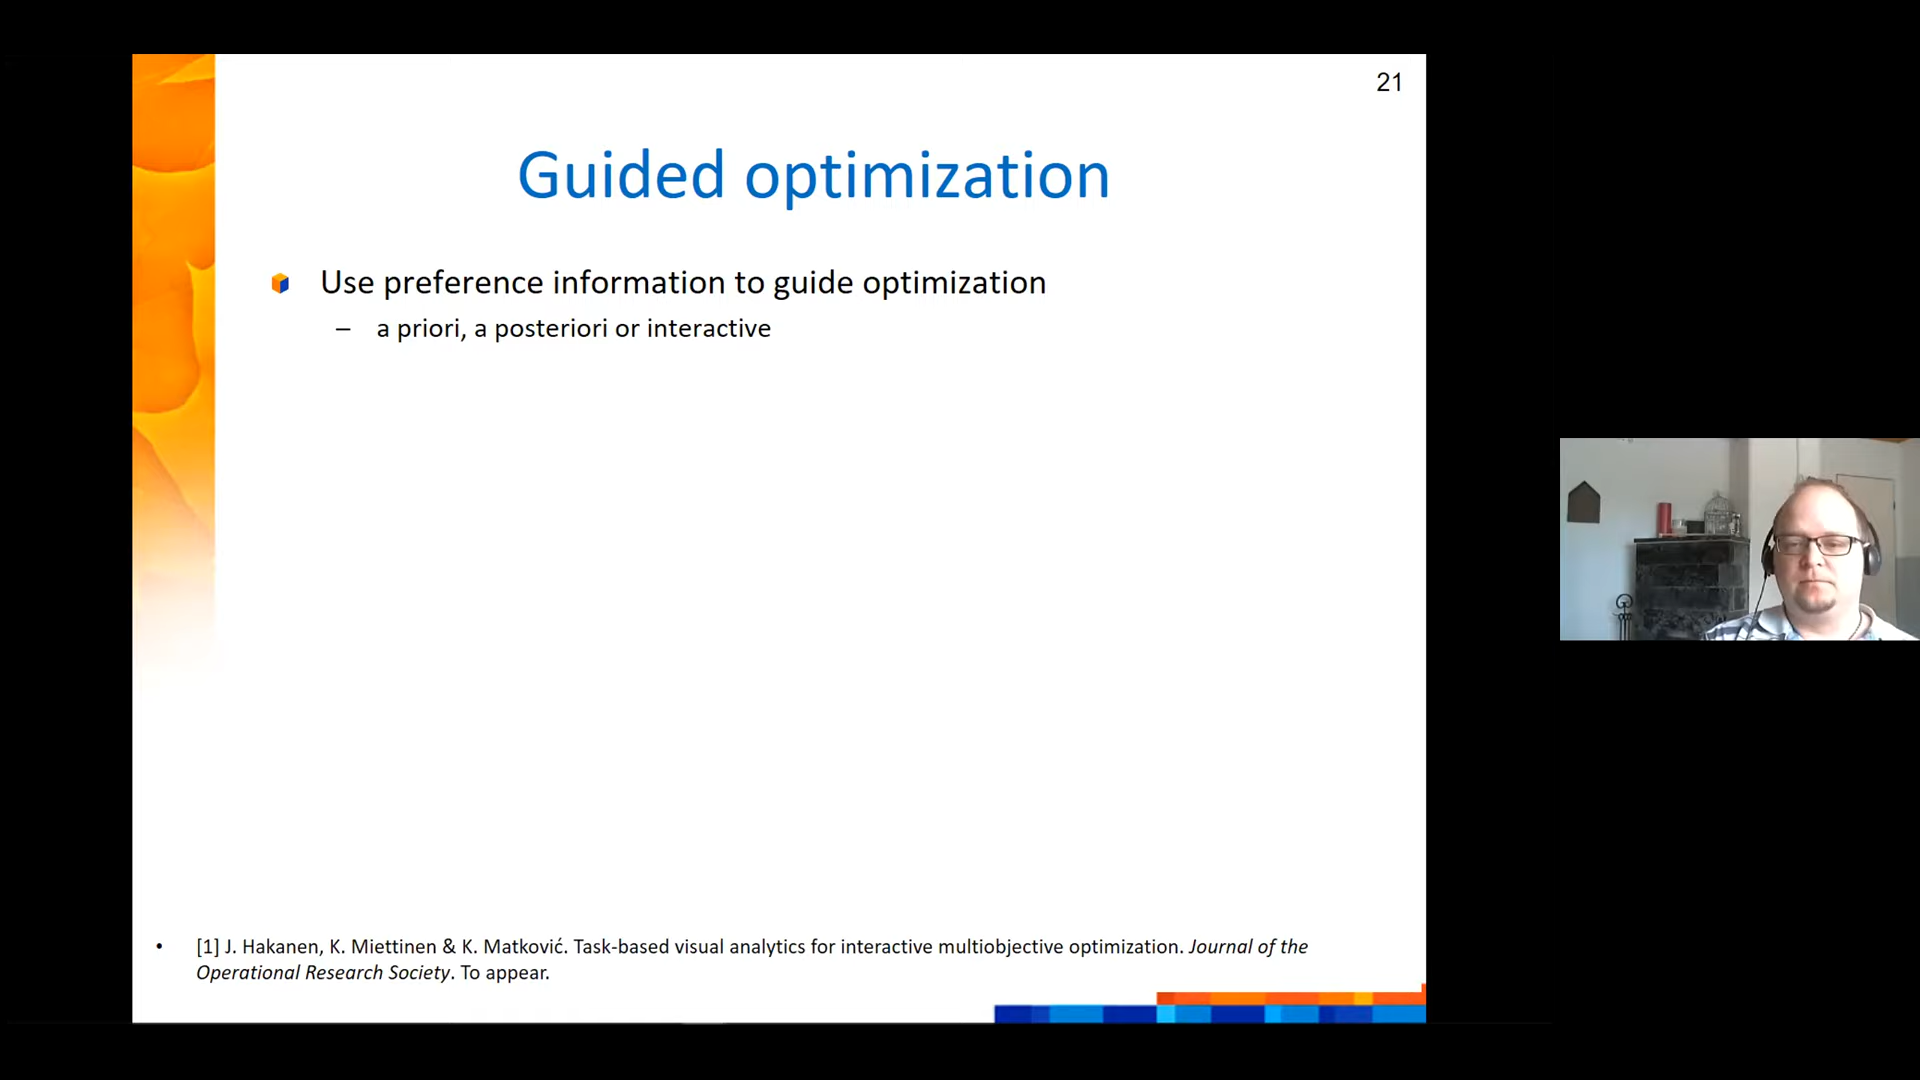 21
Guided optimization
Use preference information to guide optimization
– a priori, a posteriori or interactive
• [1] J. Hakanen, K. Miettinen & K. Matković. Task-based visual analytics for interactive multiobjective optimization. Journal of the
Operational Research Society. To appear.